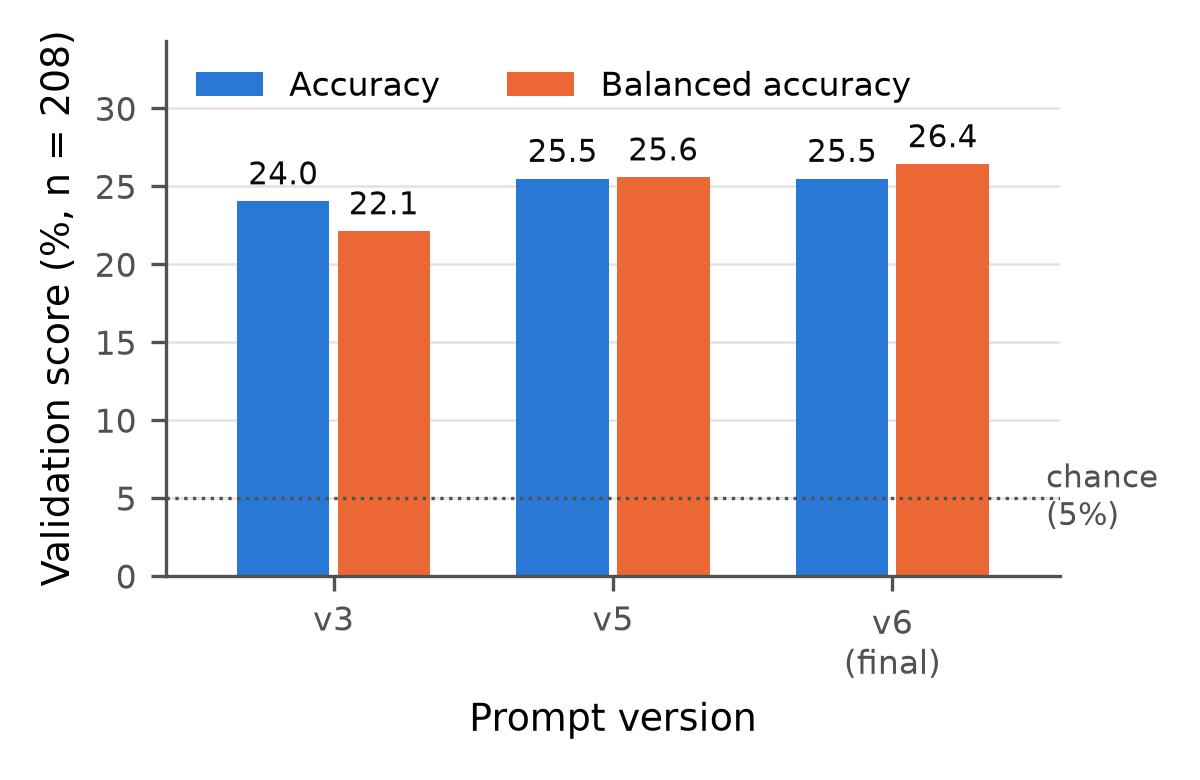 Validation score (%, n = 208)
Accuracy
Balanced accuracy
30
25
20
15
10
5
0
24.0
22.1
25.5
25.6
25.5
26.4
chance
(5%)
v3
v5
v6
(final)
Prompt version